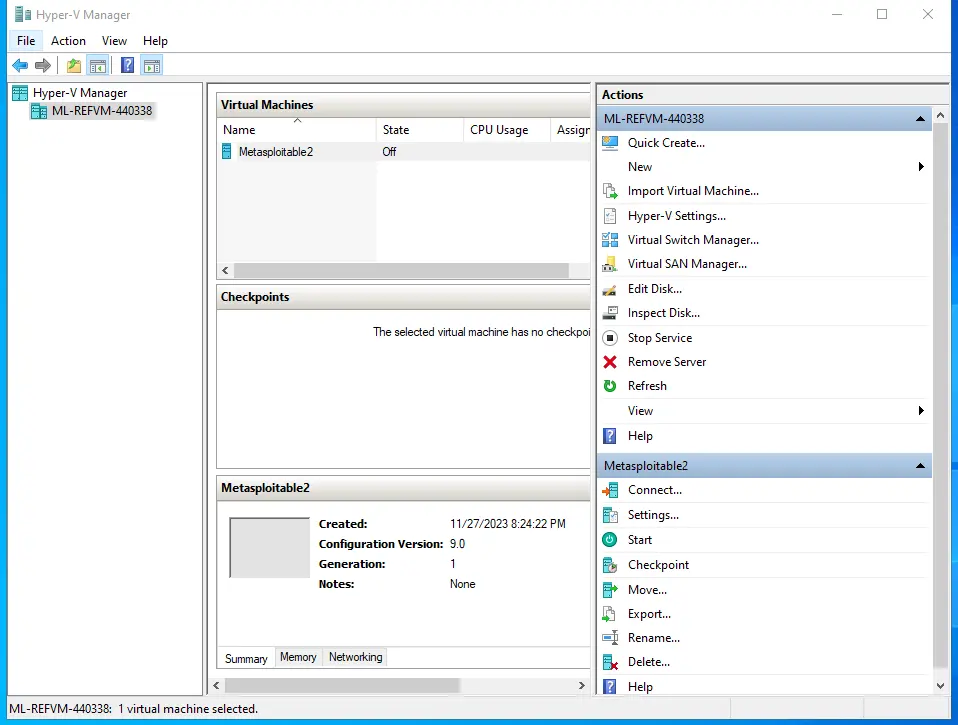 Hyper-V Manager
File Action View Help
Hyper-V Manager
ML-REFVM-440338
Virtual Machines
Name State CPU Usage Assign
Metasploitable2 Off
Checkpoints
The selected virtual machine has no checkpoi
Metasploitable2
Created: 11/27/2023 8:24:22 PM
Configuration Version: 9.0
Generation: 1
Notes: None
Summary Memory Networking
Actions
ML-REFVM-440338
Quick Create...
New
Import Virtual Machine...
Hyper-V Settings...
Virtual Switch Manager...
Virtual SAN Manager...
Edit Disk...
Inspect Disk...
Stop Service
Remove Server
Refresh
View
Help
Metasploitable2
Connect...
Settings...
Start
Checkpoint
Move...
Export...
Rename...
Delete...
Help
ML-REFVM-440338: 1 virtual machine selected.